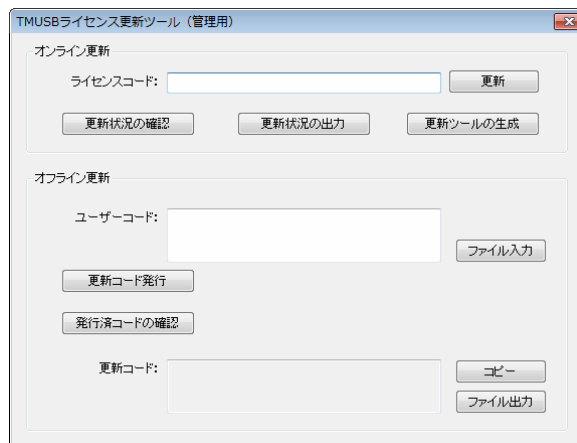 TMUSBライセンス更新ツール（管理用）
オンライン更新
ライセンスコード:
更新
更新状況の確認
更新状況の出力
更新ツールの生成
オフライン更新
ユーザーコード:
ファイル入力
更新コード発行
発行済コードの確認
更新コード:
コピー
ファイル出力